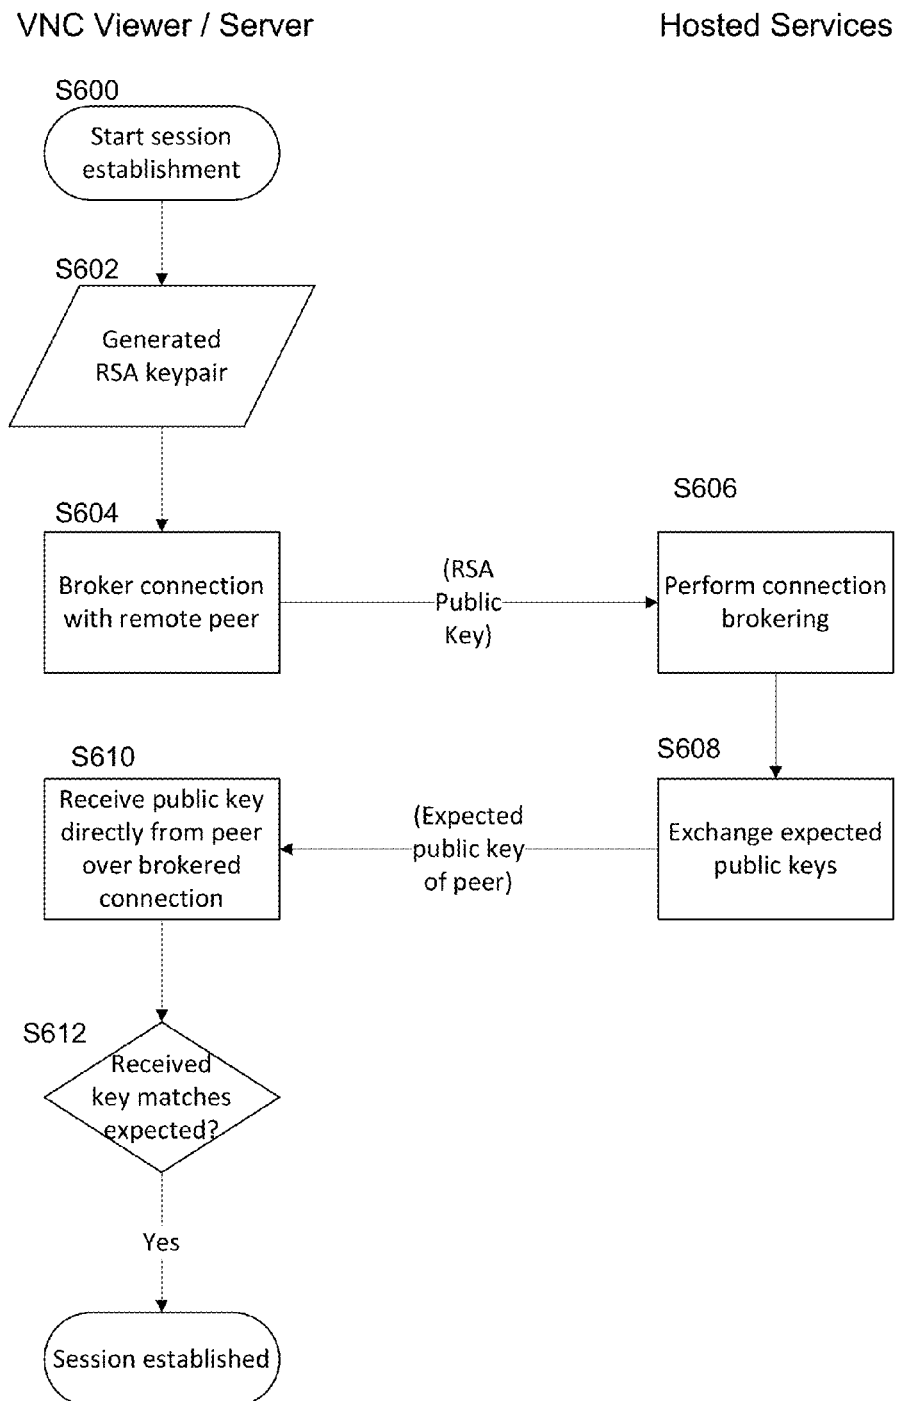 VNC Viewer / Server
Hosted Services
S600
Start session
establishment
S602
Generated
RSA keypair
S604
Broker connection
with remote peer
(RSA
Public
Key)
S606
Perform connection
brokering
S608
Exchange expected
public keys
(Expected
public key
of peer)
S610
Receive public key
directly from peer
over brokered
connection
S612
Received
key matches
expected?
Yes
Session established